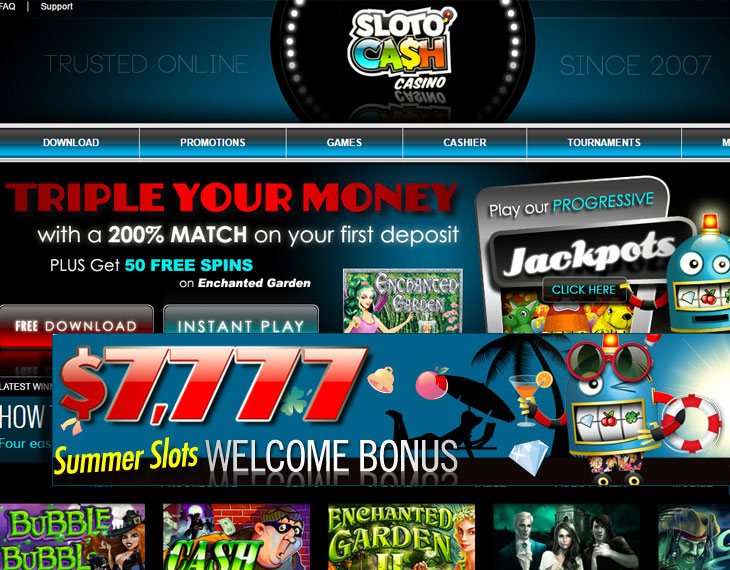 FAQ | Support
SLOTO'
CA$H
CASINO
TRUSTED ONLINE
SINCE 2007
DOWNLOAD PROMOTIONS GAMES CASHIER TOURNAMENTS M
TRIPLE YOUR MONEY
with a 200% MATCH on your first deposit
PLUS Get 50 FREE SPINS
on Enchanted Garden
Play our PROGRESSIVE
Jackpots
CLICK HERE
ENCHANTED
GARDEN
FREE DOWNLOAD
INSTANT PLAY
LATEST WINN
HOW T
Four eas
$7,777
Summer Slots WELCOME BONUS
BUBBLE
BUBBL
CASH
ENCHANTED
GARDEN
II